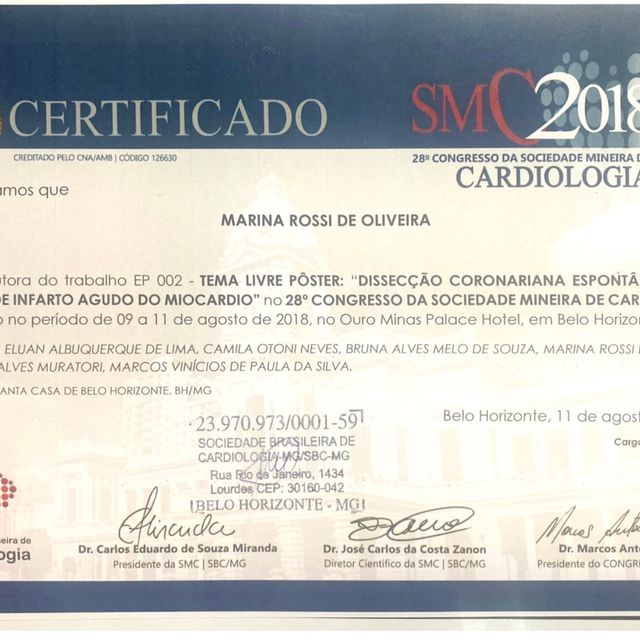 CERTIFICADO
SMC2018
CREDITADO PELO CNA/AMB | CÓDIGO 126630
28º CONGRESSO DA SOCIEDADE MINEIRA D
CARDIOLOGIA
amos que
MARINA ROSSI DE OLIVEIRA
utora do trabalho EP 002 - TEMA LIVRE PÔSTER: "DISSECÇÃO CORONARIANA ESPONTÂ
E INFARTO AGUDO DO MIOCARDIO" no 28º CONGRESSO DA SOCIEDADE MINEIRA DE CAR
o no período de 09 a 11 de agosto de 2018, no Ouro Minas Palace Hotel, em Belo Horizon
ELUAN ALBUQUERQUE DE LIMA, CAMILA OTONI NEVES, BRUNA ALVES MELO DE SOUZA, MARINA ROSSI
ALVES MURATORI, MARCOS VINÍCIOS DE PAULA DA SILVA.
ANTA CASA DE BELO HORIZONTE, BH/MG
Belo Horizonte, 11 de agos
Carg
23.970.973/0001-59
SOCIEDADE BRASILEIRA DE
CARDIOLOGIA-MG/SBC-MG
Rua Rio de Janeiro, 1434
Lourdes CEP: 30160-042
BELO HORIZONTE - MG
neira de
logia
Dr. Carlos Eduardo de Souza Miranda
Presidente da SMC | SBC/MG
Dr. José Carlos da Costa Zanon
Diretor Científico da SMC | SBC/MG
Dr. Marcos Ant
Presidente do CONGR